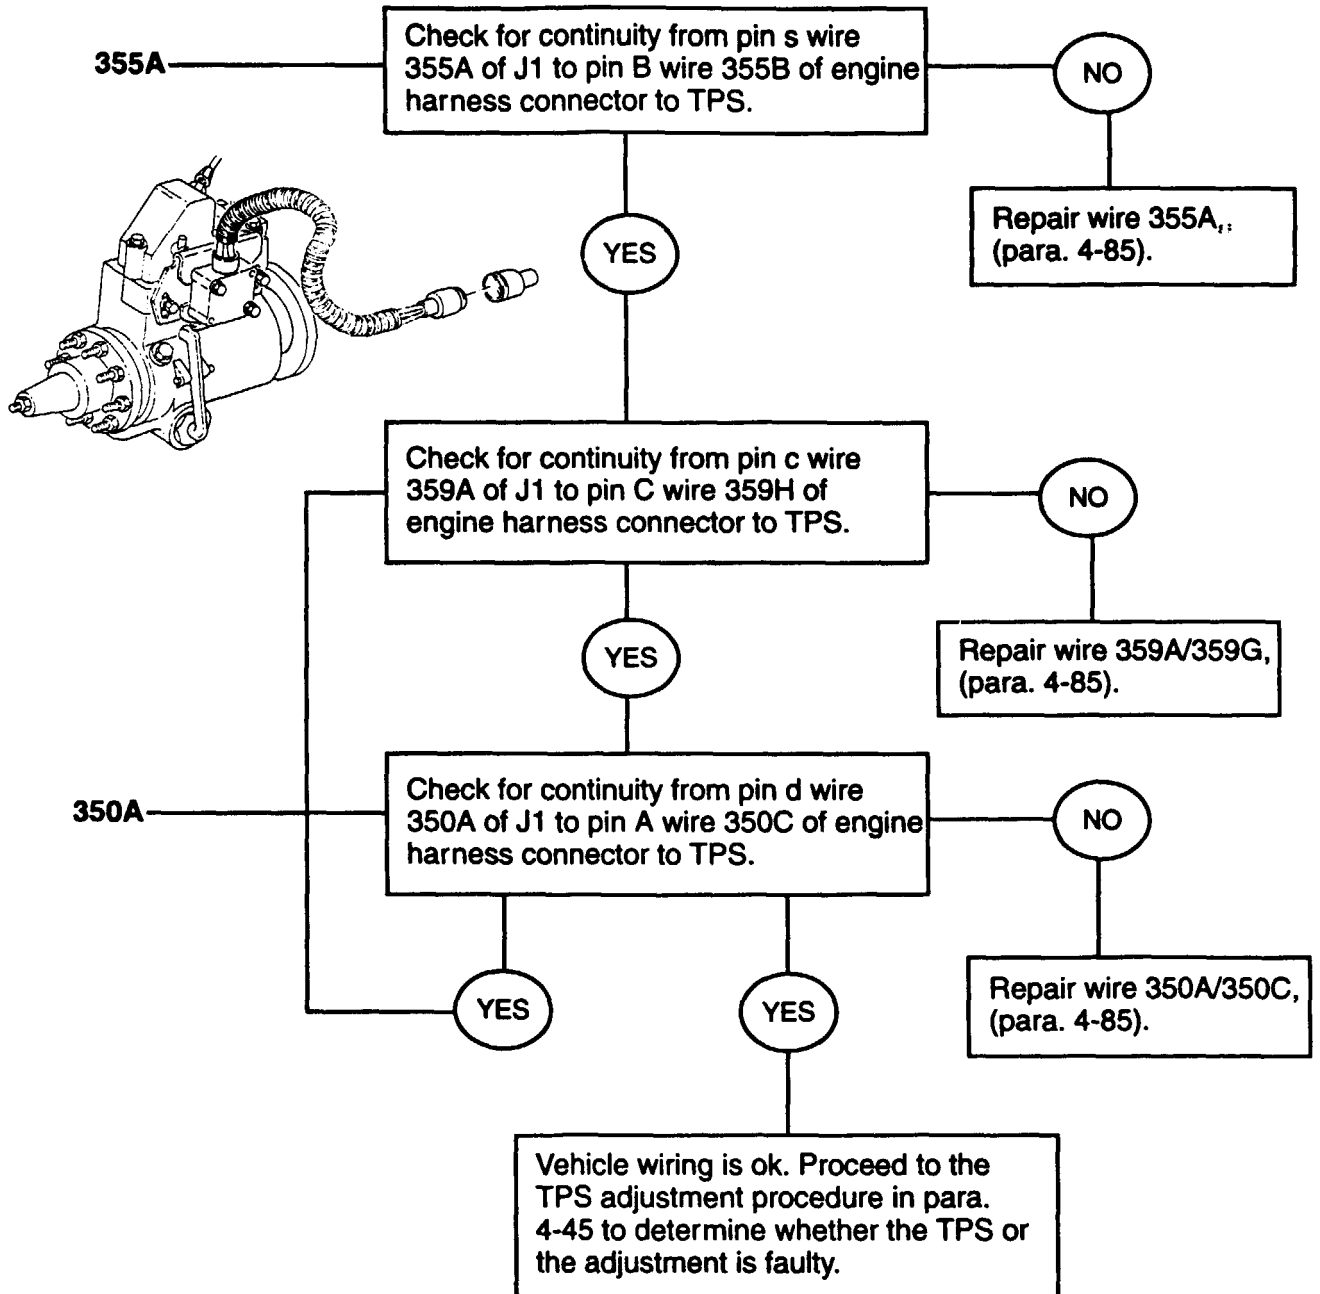 355A
Check for continuity from pin s wire
355A of J1 to pin B wire 355B of engine
harness connector to TPS.
NO
Repair wire 355A,
(para. 4-85).
YES
Check for continuity from pin c wire
359A of J1 to pin C wire 359H of
engine harness connector to TPS.
NO
Repair wire 359A/359G,
(para. 4-85).
YES
350A
Check for continuity from pin d wire
350A of J1 to pin A wire 350C of engine
harness connector to TPS.
NO
Repair wire 350A/350C,
(para. 4-85).
YES
YES
Vehicle wiring is ok. Proceed to the
TPS adjustment procedure in para.
4-45 to determine whether the TPS or
the adjustment is faulty.